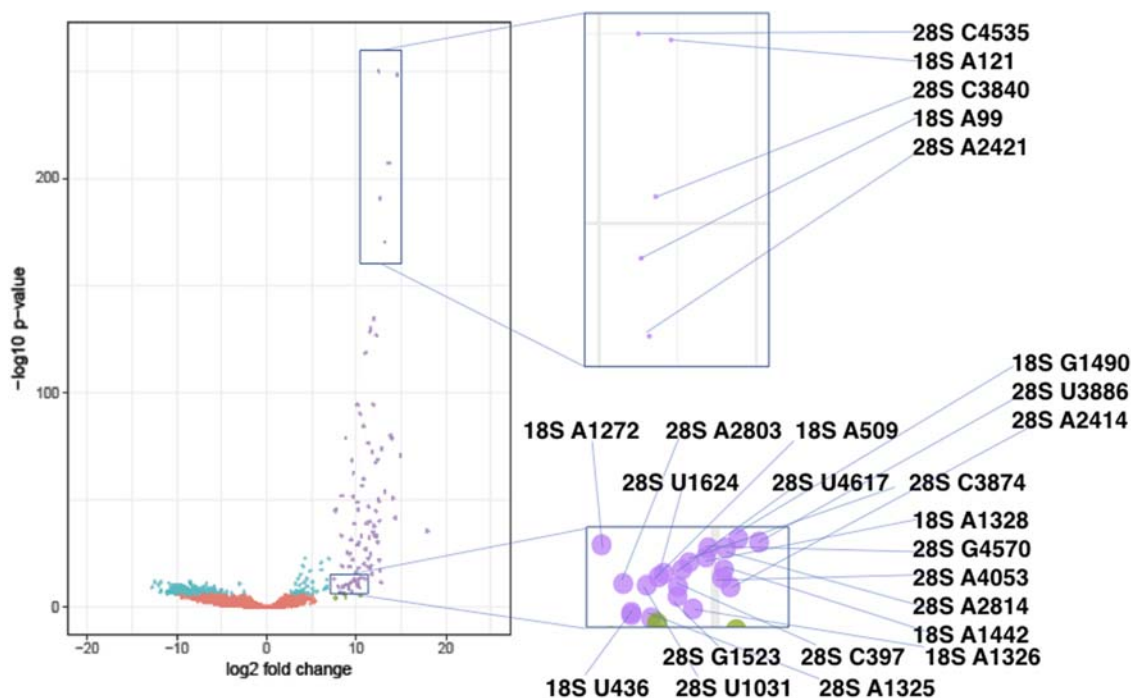 28S C4535
18S A121
28S C3840
18S A99
28S A2421
200
100
0
−log10 p-value
−20
−10
0
10
20
log2 fold change
18S G1490
28S U3886
28S A2414
18S A1272
28S A2803
18S A509
28S U1624
28S U4617
28S C3874
18S A1328
28S G4570
28S A4053
28S A2814
18S A1442
18S A1326
28S G1523
28S C397
18S U436
28S U1031
28S A1325